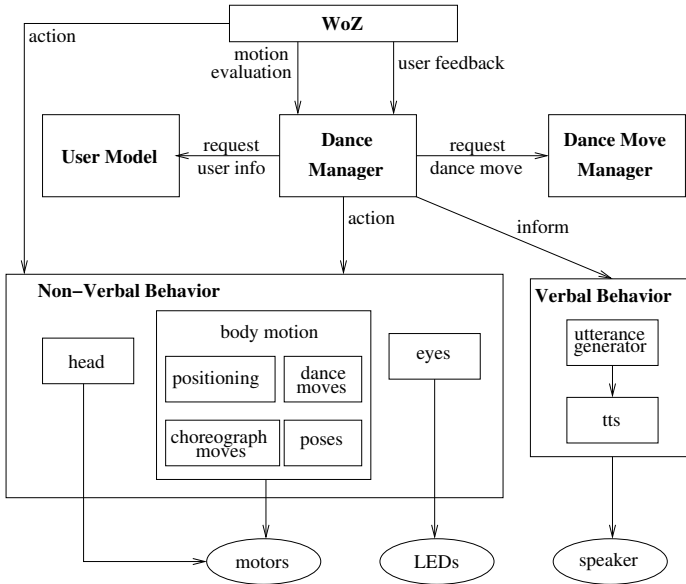 WoZ
action
motion
evaluation
user feedback
User Model
request
user info
Dance
Manager
request
dance move
Dance Move
Manager
action
inform
Non−Verbal Behavior
Verbal Behavior
body motion
head
positioning
dance
moves
choreograph
moves
poses
eyes
utterance
generator
tts
motors
LEDs
speaker